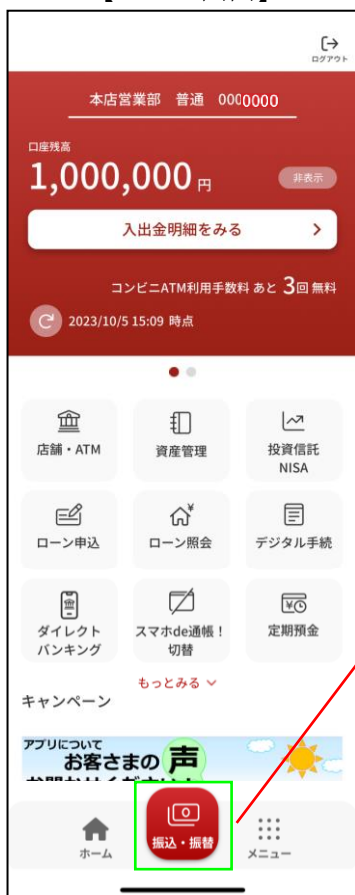 ログアウト
本店営業部 普通 0000000
口座残高
1,000,000 円
非表示
入出金明細をみる
コンビニATM利用手数料 あと 3回 無料
2023/10/5 15:09 時点
店舗・ATM
資産管理
投資信託
NISA
ローン申込
ローン照会
デジタル手続
ダイレクト
バンキング
スマホde通帳!
切替
定期預金
もっとみる
キャンペーン
アプリについて
お客さまの 声
ホーム
振込・振替
メニュー